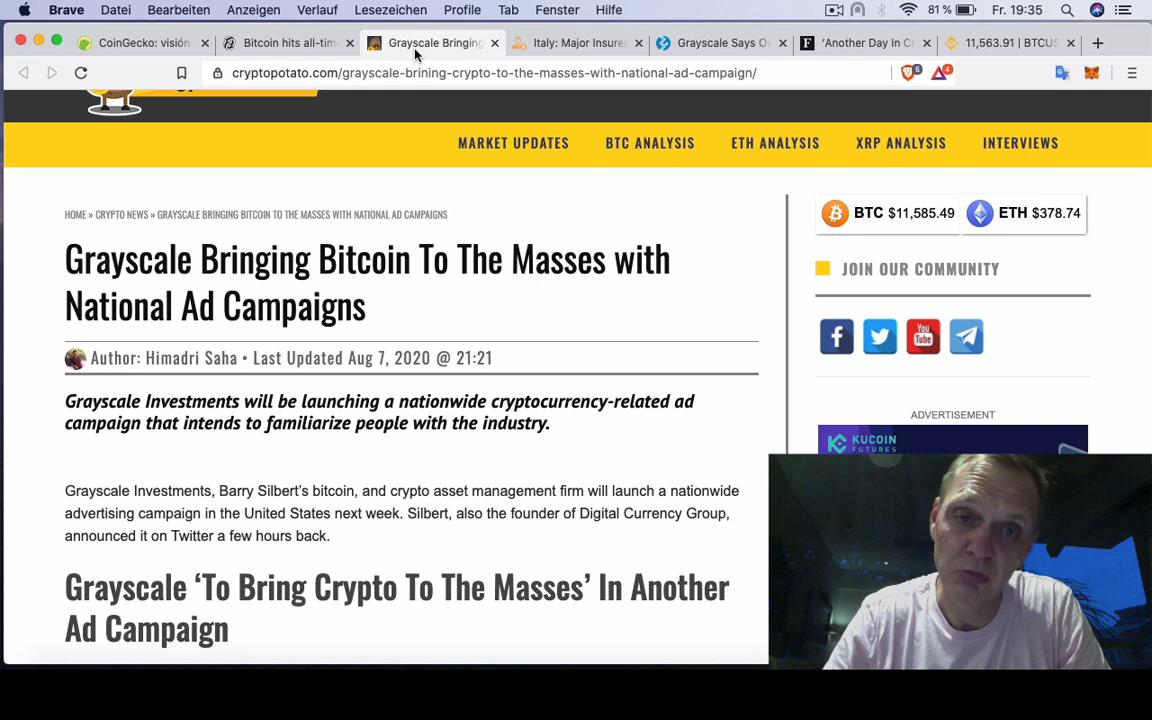 Brave Datei Bearbeiten Anzeigen Verlauf Lesezeichen Profile Tab Fenster Hilfe 81 % Fr. 19:35
CoinGecko: visión Bitcoin hits all-tim Grayscale Bringing Italy: Major Insurer Grayscale Says O 'Another Day In C 11,563.91 | BTCUS
cryptopotato.com/grayscale-brining-crypto-to-the-masses-with-national-ad-campaign/ 5 4
MARKET UPDATES BTC ANALYSIS ETH ANALYSIS XRP ANALYSIS INTERVIEWS
HOME » CRYPTO NEWS » GRAYSCALE BRINGING BITCOIN TO THE MASSES WITH NATIONAL AD CAMPAIGNS
BTC $11,585.49 ETH $378.74
Grayscale Bringing Bitcoin To The Masses with
National Ad Campaigns
JOIN OUR COMMUNITY
Author: Himadri Saha • Last Updated Aug 7, 2020 @ 21:21
You Tube
Grayscale Investments will be launching a nationwide cryptocurrency-related ad
campaign that intends to familiarize people with the industry.
ADVERTISEMENT
KUCOIN
FUTURES
Grayscale Investments, Barry Silbert's bitcoin, and crypto asset management firm will launch a nationwide
advertising campaign in the United States next week. Silbert, also the founder of Digital Currency Group,
announced it on Twitter a few hours back.
Grayscale ‘To Bring Crypto To The Masses’ In Another
Ad Campaign